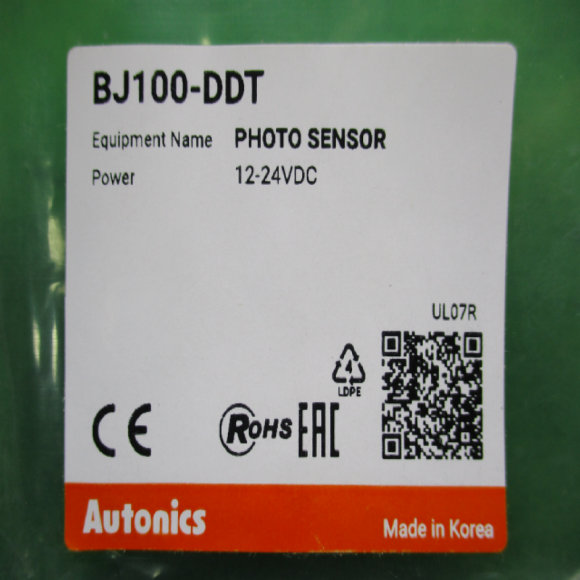 BJ100-DDT
Equipment Name PHOTO SENSOR
Power 12-24VDC
UL07R
4
LDPE
CE
RoHS EAC
Autonics
Made in Korea